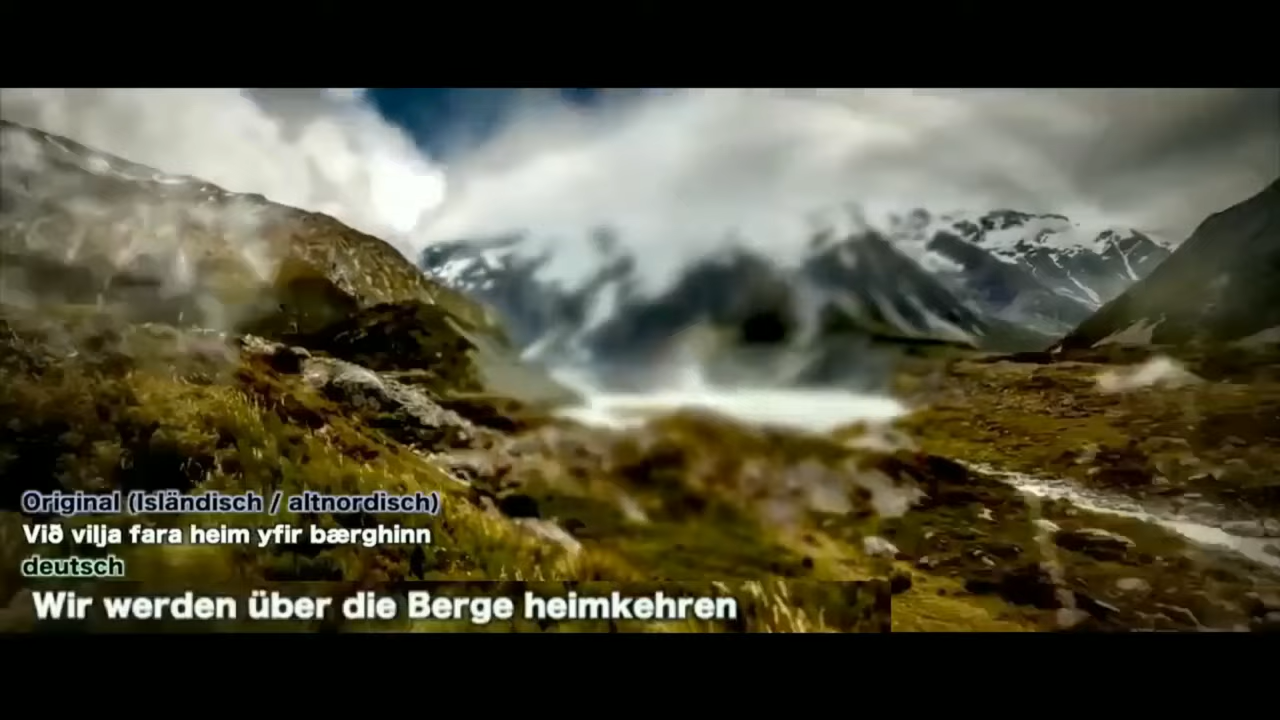 Original (Isländisch / altnordisch)
Við vilja fara heim yfir bærghinn
deutsch
Wir werden über die Berge heimkehren